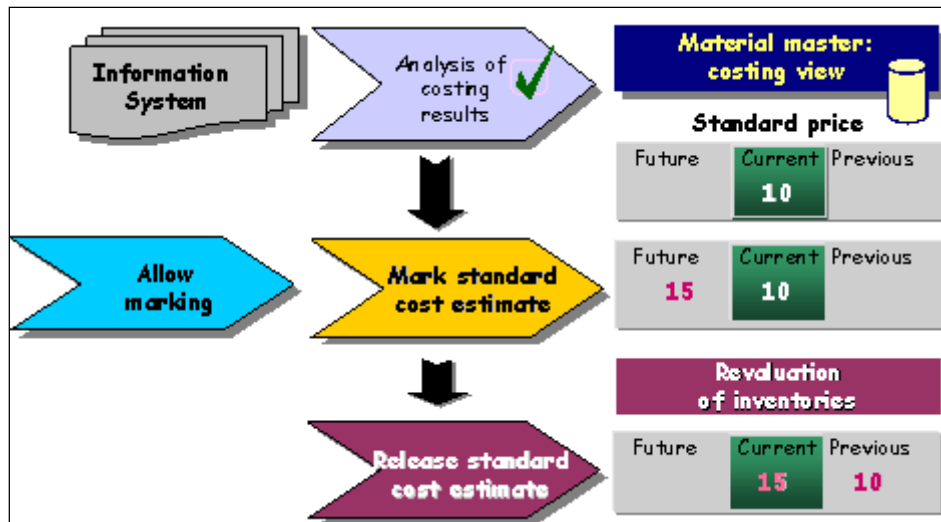 Information
System
Analysis of
costing
results
Material master:
costing view
Standard price
Future Current Previous
10
Allow
marking
Mark standard
cost estimate
Future Current Previous
15 10
Revaluation
of inventories
Release standard
cost estimate
Future Current Previous
15 10